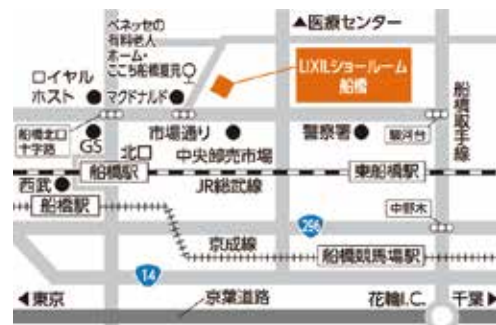 ベネッセの
有料老人
ホーム・
ここち船橋夏見
▲医療センター
LIXILショールーム
船橋
ロイヤル
ホスト
マクドナルド
船橋取手線
船橋北口
十字路
GS
市場通り
警察署
駿河台
北口
中央卸売市場
船橋駅
東船橋駅
西武
JR総武線
船橋駅
中野木
296
京成線
船橋競馬場駅
14
◀東京
京葉道路
花輪I.C.
千葉▶